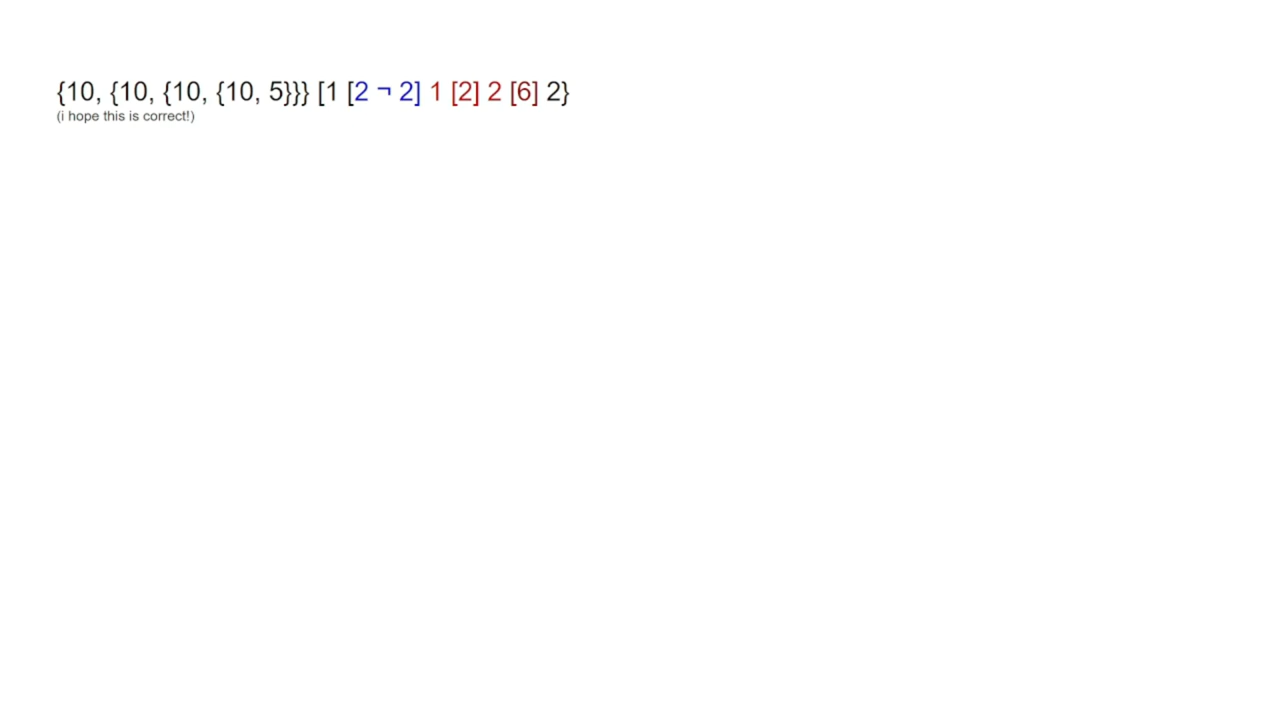 {10, {10, {10, {10, 5}}} [1 [2 ¬ 2] 1 [2] 2 [6] 2}
(i hope this is correct!)